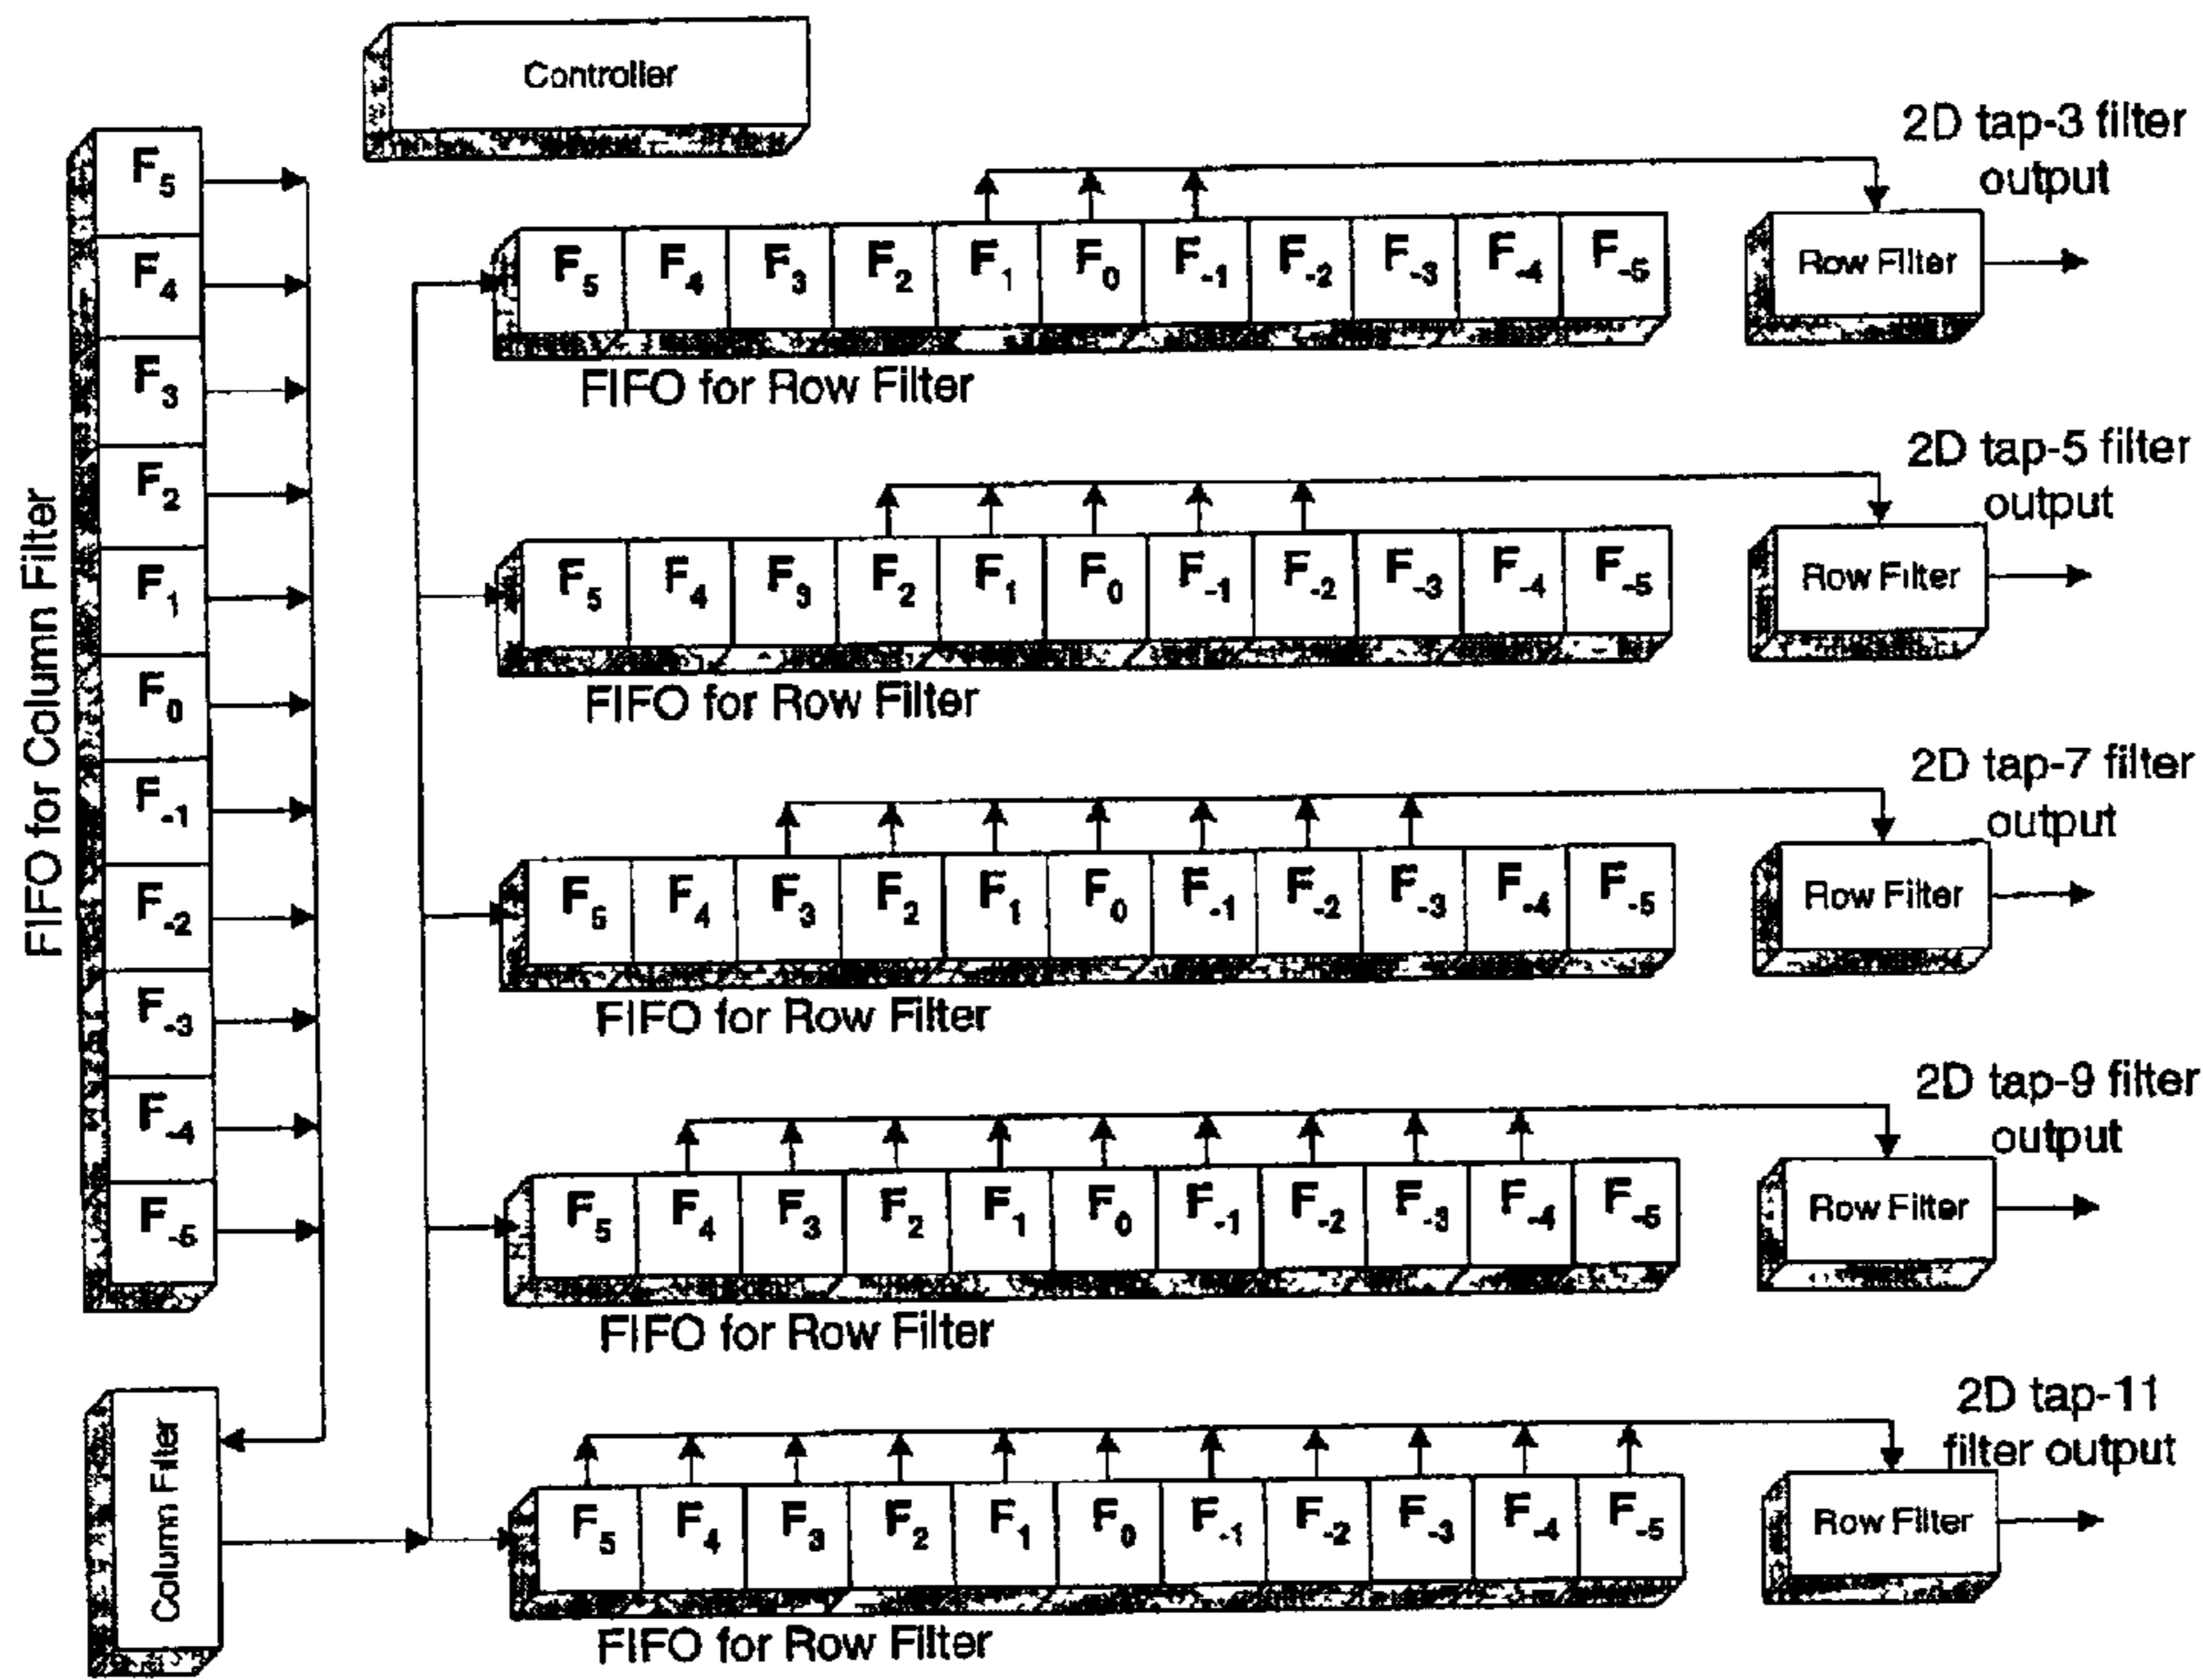 Controller
2D tap-3 filter
output
F5
F4
F3
F2
F1
F0
F-1
F-2
F-3
F-4
F-5
FIFO for Column Filter
Column Filter
F5 F4 F3 F2 F1 F0 F-1 F-2 F-3 F-4 F-5
Row Filter
FIFO for Row Filter
2D tap-5 filter
output
F5 F4 F3 F2 F1 F0 F-1 F-2 F-3 F-4 F-5
Row Filter
FIFO for Row Filter
2D tap-7 filter
output
F5 F4 F3 F2 F1 F0 F-1 F-2 F-3 F-4 F-5
Row Filter
FIFO for Row Filter
2D tap-9 filter
output
F5 F4 F3 F2 F1 F0 F-1 F-2 F-3 F-4 F-5
Row Filter
FIFO for Row Filter
2D tap-11
filter output
F5 F4 F3 F2 F1 F0 F-1 F-2 F-3 F-4 F-5
Row Filter
FIFO for Row Filter